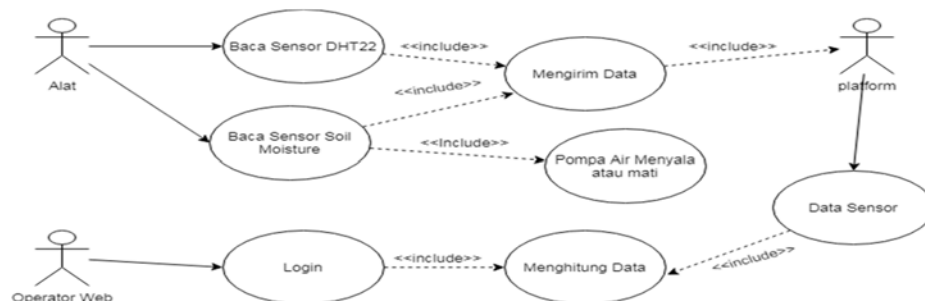 Baca Sensor DHT22
<<include>>
<<include>>
Mengirim Data
Alat
platform
<<include>>
Baca Sensor Soil
Moisture
<<Include>>
Pompa Air Menyala
atau mati
Data Sensor
<<include>>
Login
<<include>>
Menghitung Data
Operator Web